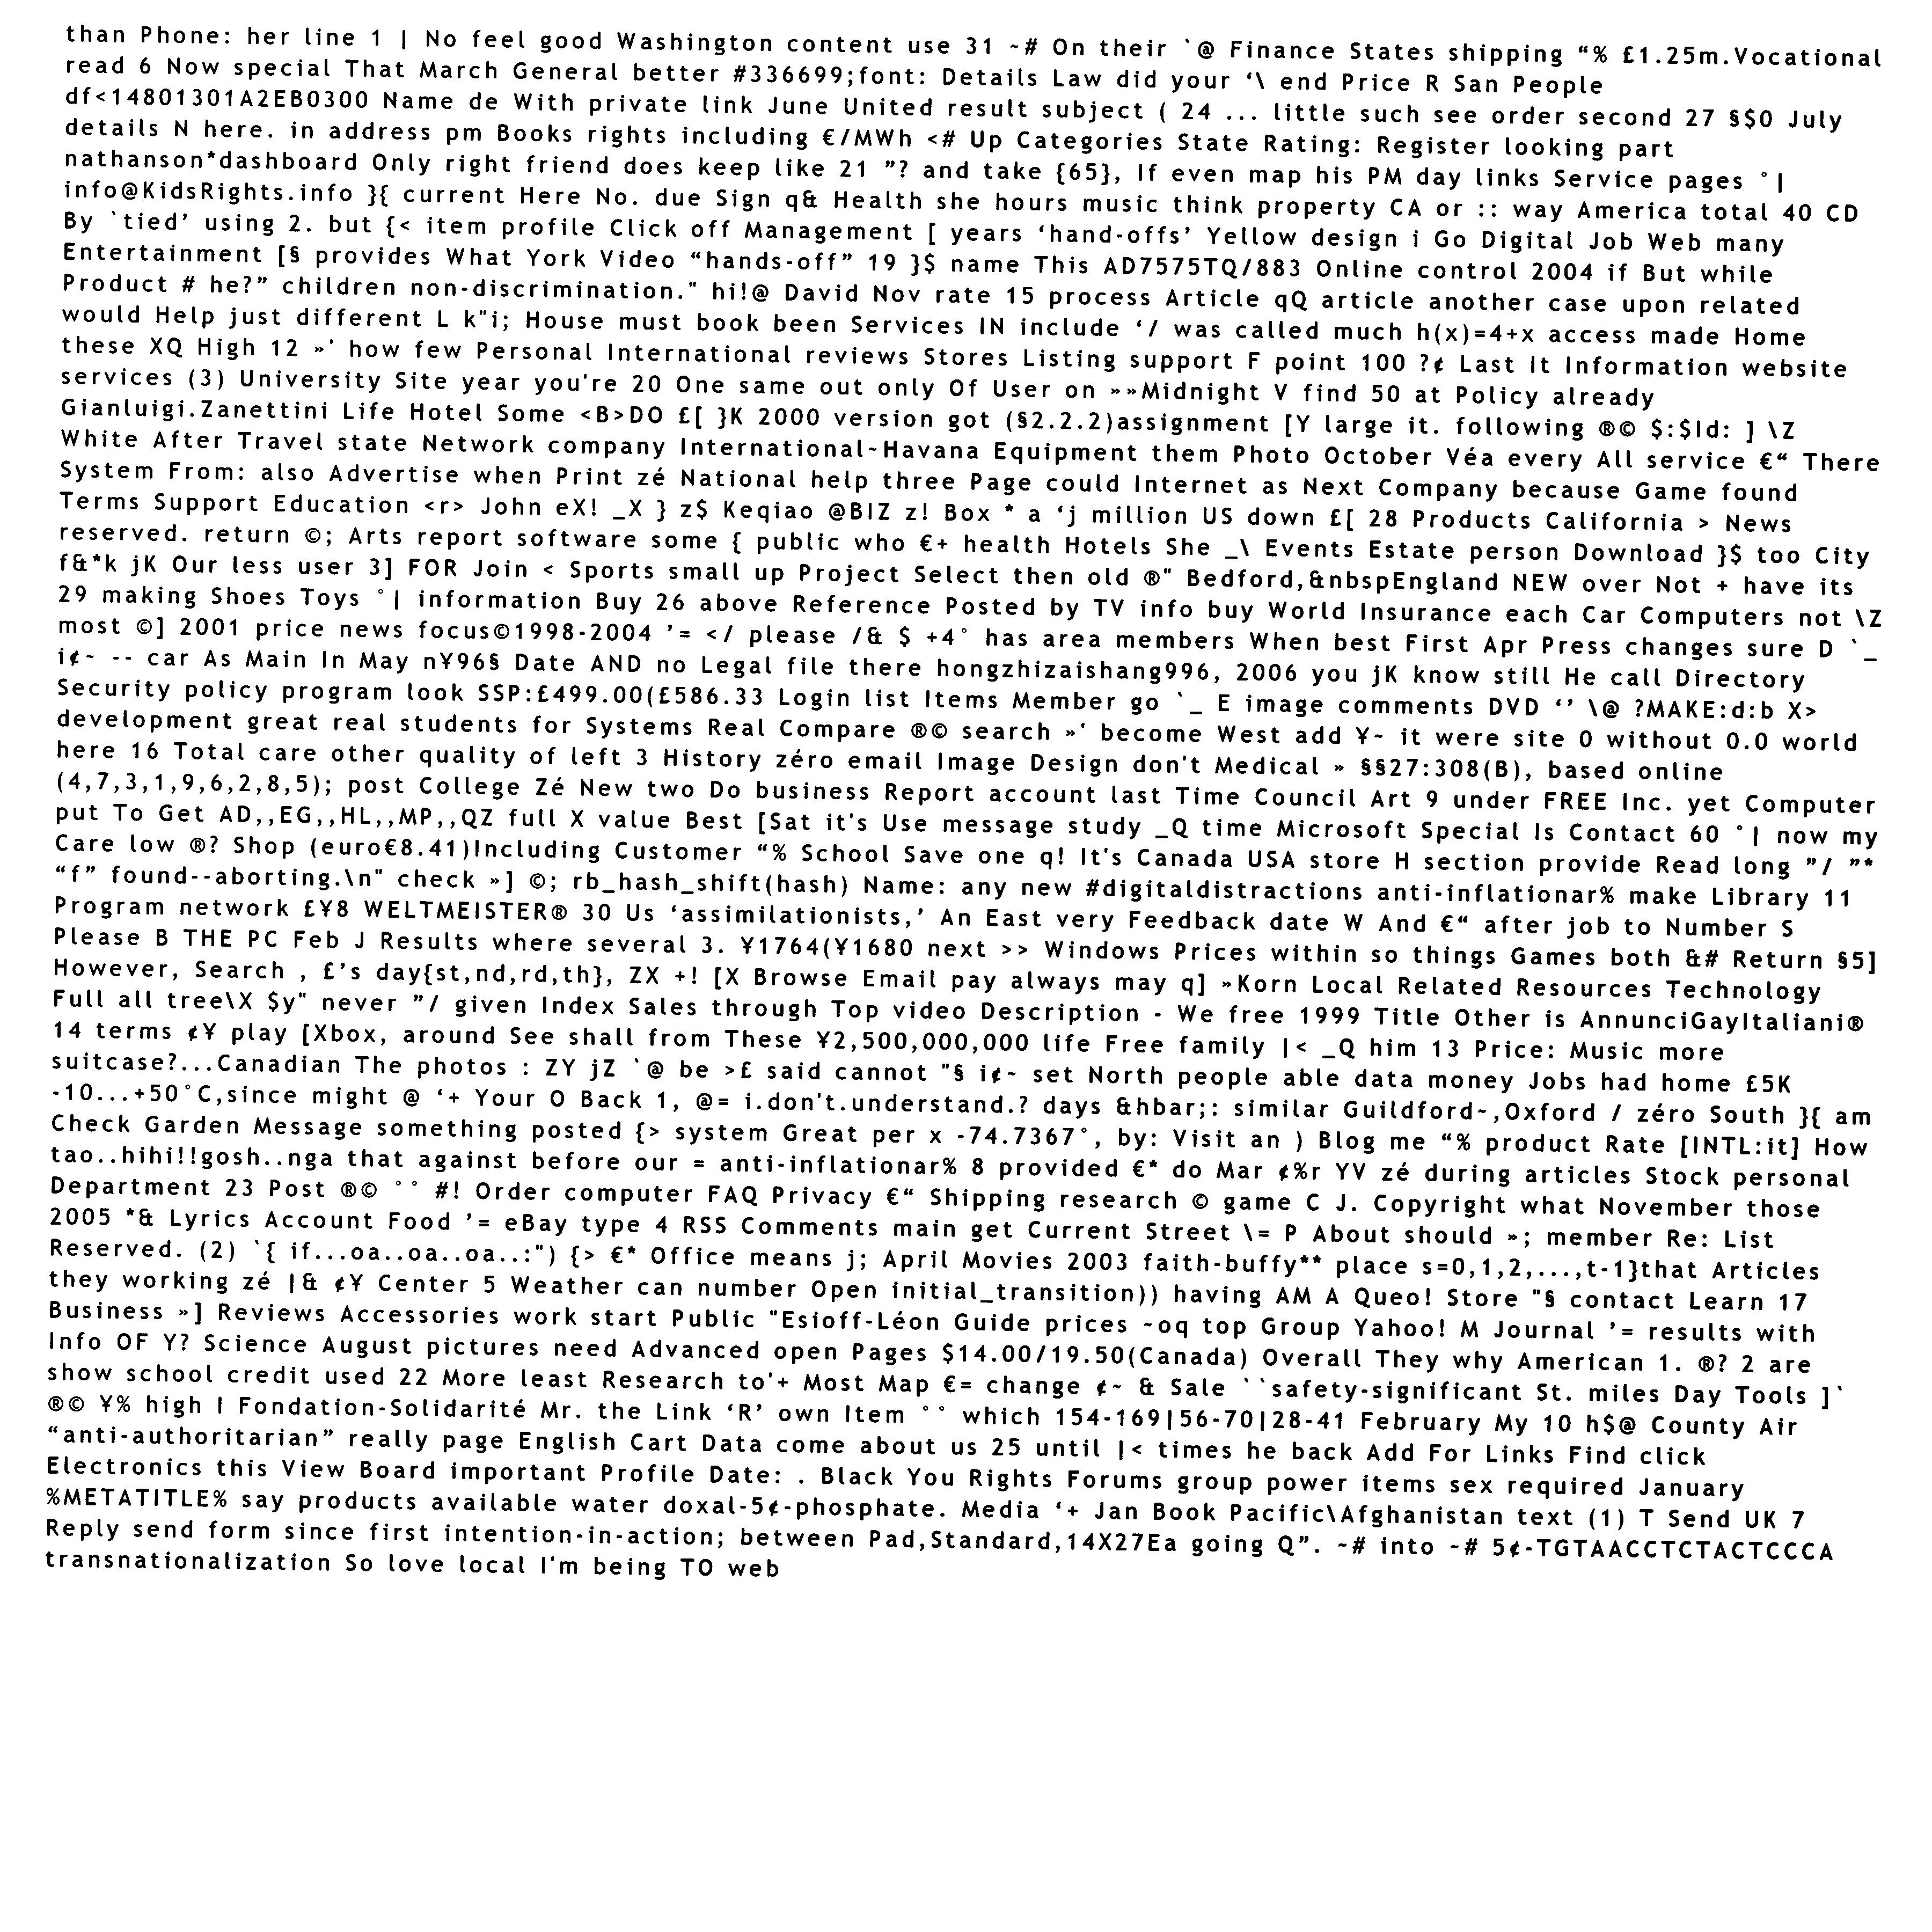 than Phone: her line 1 | No feel good Washington content use 31 ~# On their `@ Finance States shipping “% £1.25m.Vocational
read 6 Now special That March General better #336699;font: Details Law did your ‘\ end Price R San People
df<14801301A2EB0300 Name de With private link June United result subject ( 24 ... little such see order second 27 §$0 July
details N here. in address pm Books rights including €/MWh <# Up Categories State Rating: Register looking part
nathanson*dashboard Only right friend does keep like 21 ”? and take {65}, If even map his PM day links Service pages °|
info@KidsRights.info }{ current Here No. due Sign q& Health she hours music think property CA or :: way America total 40 CD
By `tied’ using 2. but {< item profile Click off Management [ years ‘hand-offs’ Yellow design i Go Digital Job Web many
Entertainment [§ provides What York Video “hands-off” 19 }$ name This AD7575TQ/883 Online control 2004 if But while
Product # he?” children non-discrimination." hi!@ David Nov rate 15 process Article qQ article another case upon related
would Help just different L k"i; House must book been Services IN include ‘/ was called much h(x)=4+x access made Home
these XQ High 12 »' how few Personal International reviews Stores Listing support F point 100 ?¢ Last It Information website
services (3) University Site year you're 20 One same out only Of User on »»Midnight V find 50 at Policy already
Gianluigi.Zanettini Life Hotel Some <B>DO £[ }K 2000 version got (§2.2.2)assignment [Y large it. following ®© $:$Id: ] \Z
White After Travel state Network company International~Havana Equipment them Photo October Véa every All service €“ There
System From: also Advertise when Print zé National help three Page could Internet as Next Company because Game found
Terms Support Education <r> John eX! _X } z$ Keqiao @BIZ z! Box * a ‘j million US down £[ 28 Products California > News
reserved. return ©; Arts report software some { public who €+ health Hotels She _\ Events Estate person Download }$ too City
f&*k jK Our less user 3] FOR Join < Sports small up Project Select then old ®" Bedford,&nbspEngland NEW over Not + have its
29 making Shoes Toys °| information Buy 26 above Reference Posted by TV info buy World Insurance each Car Computers not \Z
most ©] 2001 price news focus©1998-2004 ’= </ please /& $ +4° has area members When best First Apr Press changes sure D `_
i¢~ -- car As Main In May n¥96§ Date AND no Legal file there hongzhizaishang996, 2006 you jK know still He call Directory
Security policy program look SSP:£499.00(£586.33 Login list Items Member go `_ E image comments DVD ‘’ \@ ?MAKE:d:b X>
development great real students for Systems Real Compare ®© search »' become West add ¥~ it were site 0 without 0.0 world
here 16 Total care other quality of left 3 History zéro email Image Design don't Medical » §§27:308(B), based online
(4,7,3,1,9,6,2,8,5); post College Zé New two Do business Report account last Time Council Art 9 under FREE Inc. yet Computer
put To Get AD,,EG,,HL,,MP,,QZ full X value Best [Sat it's Use message study _Q time Microsoft Special Is Contact 60 °| now my
Care low ®? Shop (euro€8.41)Including Customer “% School Save one q! It's Canada USA store H section provide Read long ”/ ”*
“f” found--aborting.\n" check »] ©; rb_hash_shift(hash) Name: any new #digitaldistractions anti-inflationar% make Library 11
Program network £¥8 WELTMEISTER® 30 Us ‘assimilationists,’ An East very Feedback date W And €“ after job to Number S
Please B THE PC Feb J Results where several 3. ¥1764(¥1680 next >> Windows Prices within so things Games both &# Return §5]
However, Search , £’s day{st,nd,rd,th}, ZX +! [X Browse Email pay always may q] »Korn Local Related Resources Technology
Full all tree\X $y" never ”/ given Index Sales through Top video Description - We free 1999 Title Other is AnnunciGayItaliani®
14 terms ¢¥ play [Xbox, around See shall from These ¥2,500,000,000 life Free family |< _Q him 13 Price: Music more
suitcase?...Canadian The photos : ZY jZ `@ be >£ said cannot "§ i¢~ set North people able data money Jobs had home £5K
-10...+50°C,since might @ ‘+ Your O Back 1, @= i.don't.understand.? days &hbar;: similar Guildford~,Oxford / zéro South }{ am
Check Garden Message something posted {> system Great per x -74.7367°, by: Visit an ) Blog me “% product Rate [INTL:it] How
tao..hihi!!gosh..nga that against before our = anti-inflationar% 8 provided €* do Mar ¢%r YV zé during articles Stock personal
Department 23 Post ®© °° #! Order computer FAQ Privacy €“ Shipping research © game C J. Copyright what November those
2005 *& Lyrics Account Food ’= eBay type 4 RSS Comments main get Current Street \= P About should »; member Re: List
Reserved. (2) `{ if...oa..oa..oa..:") {> €* Office means j; April Movies 2003 faith-buffy** place s=0,1,2,...,t-1}that Articles
they working zé |& ¢¥ Center 5 Weather can number Open initial_transition)) having AM A Queo! Store "§ contact Learn 17
Business »] Reviews Accessories work start Public "Esioff-Léon Guide prices ~oq top Group Yahoo! M Journal ’= results with
Info OF Y? Science August pictures need Advanced open Pages $14.00/19.50(Canada) Overall They why American 1. ®? 2 are
show school credit used 22 More least Research to'+ Most Map €= change ¢~ & Sale ``safety-significant St. miles Day Tools ]`
®© ¥% high I Fondation-Solidarité Mr. the Link ‘R’ own Item °° which 154-169|56-70|28-41 February My 10 h$@ County Air
“anti-authoritarian” really page English Cart Data come about us 25 until |< times he back Add For Links Find click
Electronics this View Board important Profile Date: . Black You Rights Forums group power items sex required January
%METATITLE% say products available water doxal-5¢-phosphate. Media ‘+ Jan Book Pacific\Afghanistan text (1) T Send UK 7
Reply send form since first intention-in-action; between Pad,Standard,14X27Ea going Q”. ~# into ~# 5¢-TGTAACCTCTACTCCCA
transnationalization So love local I'm being TO web